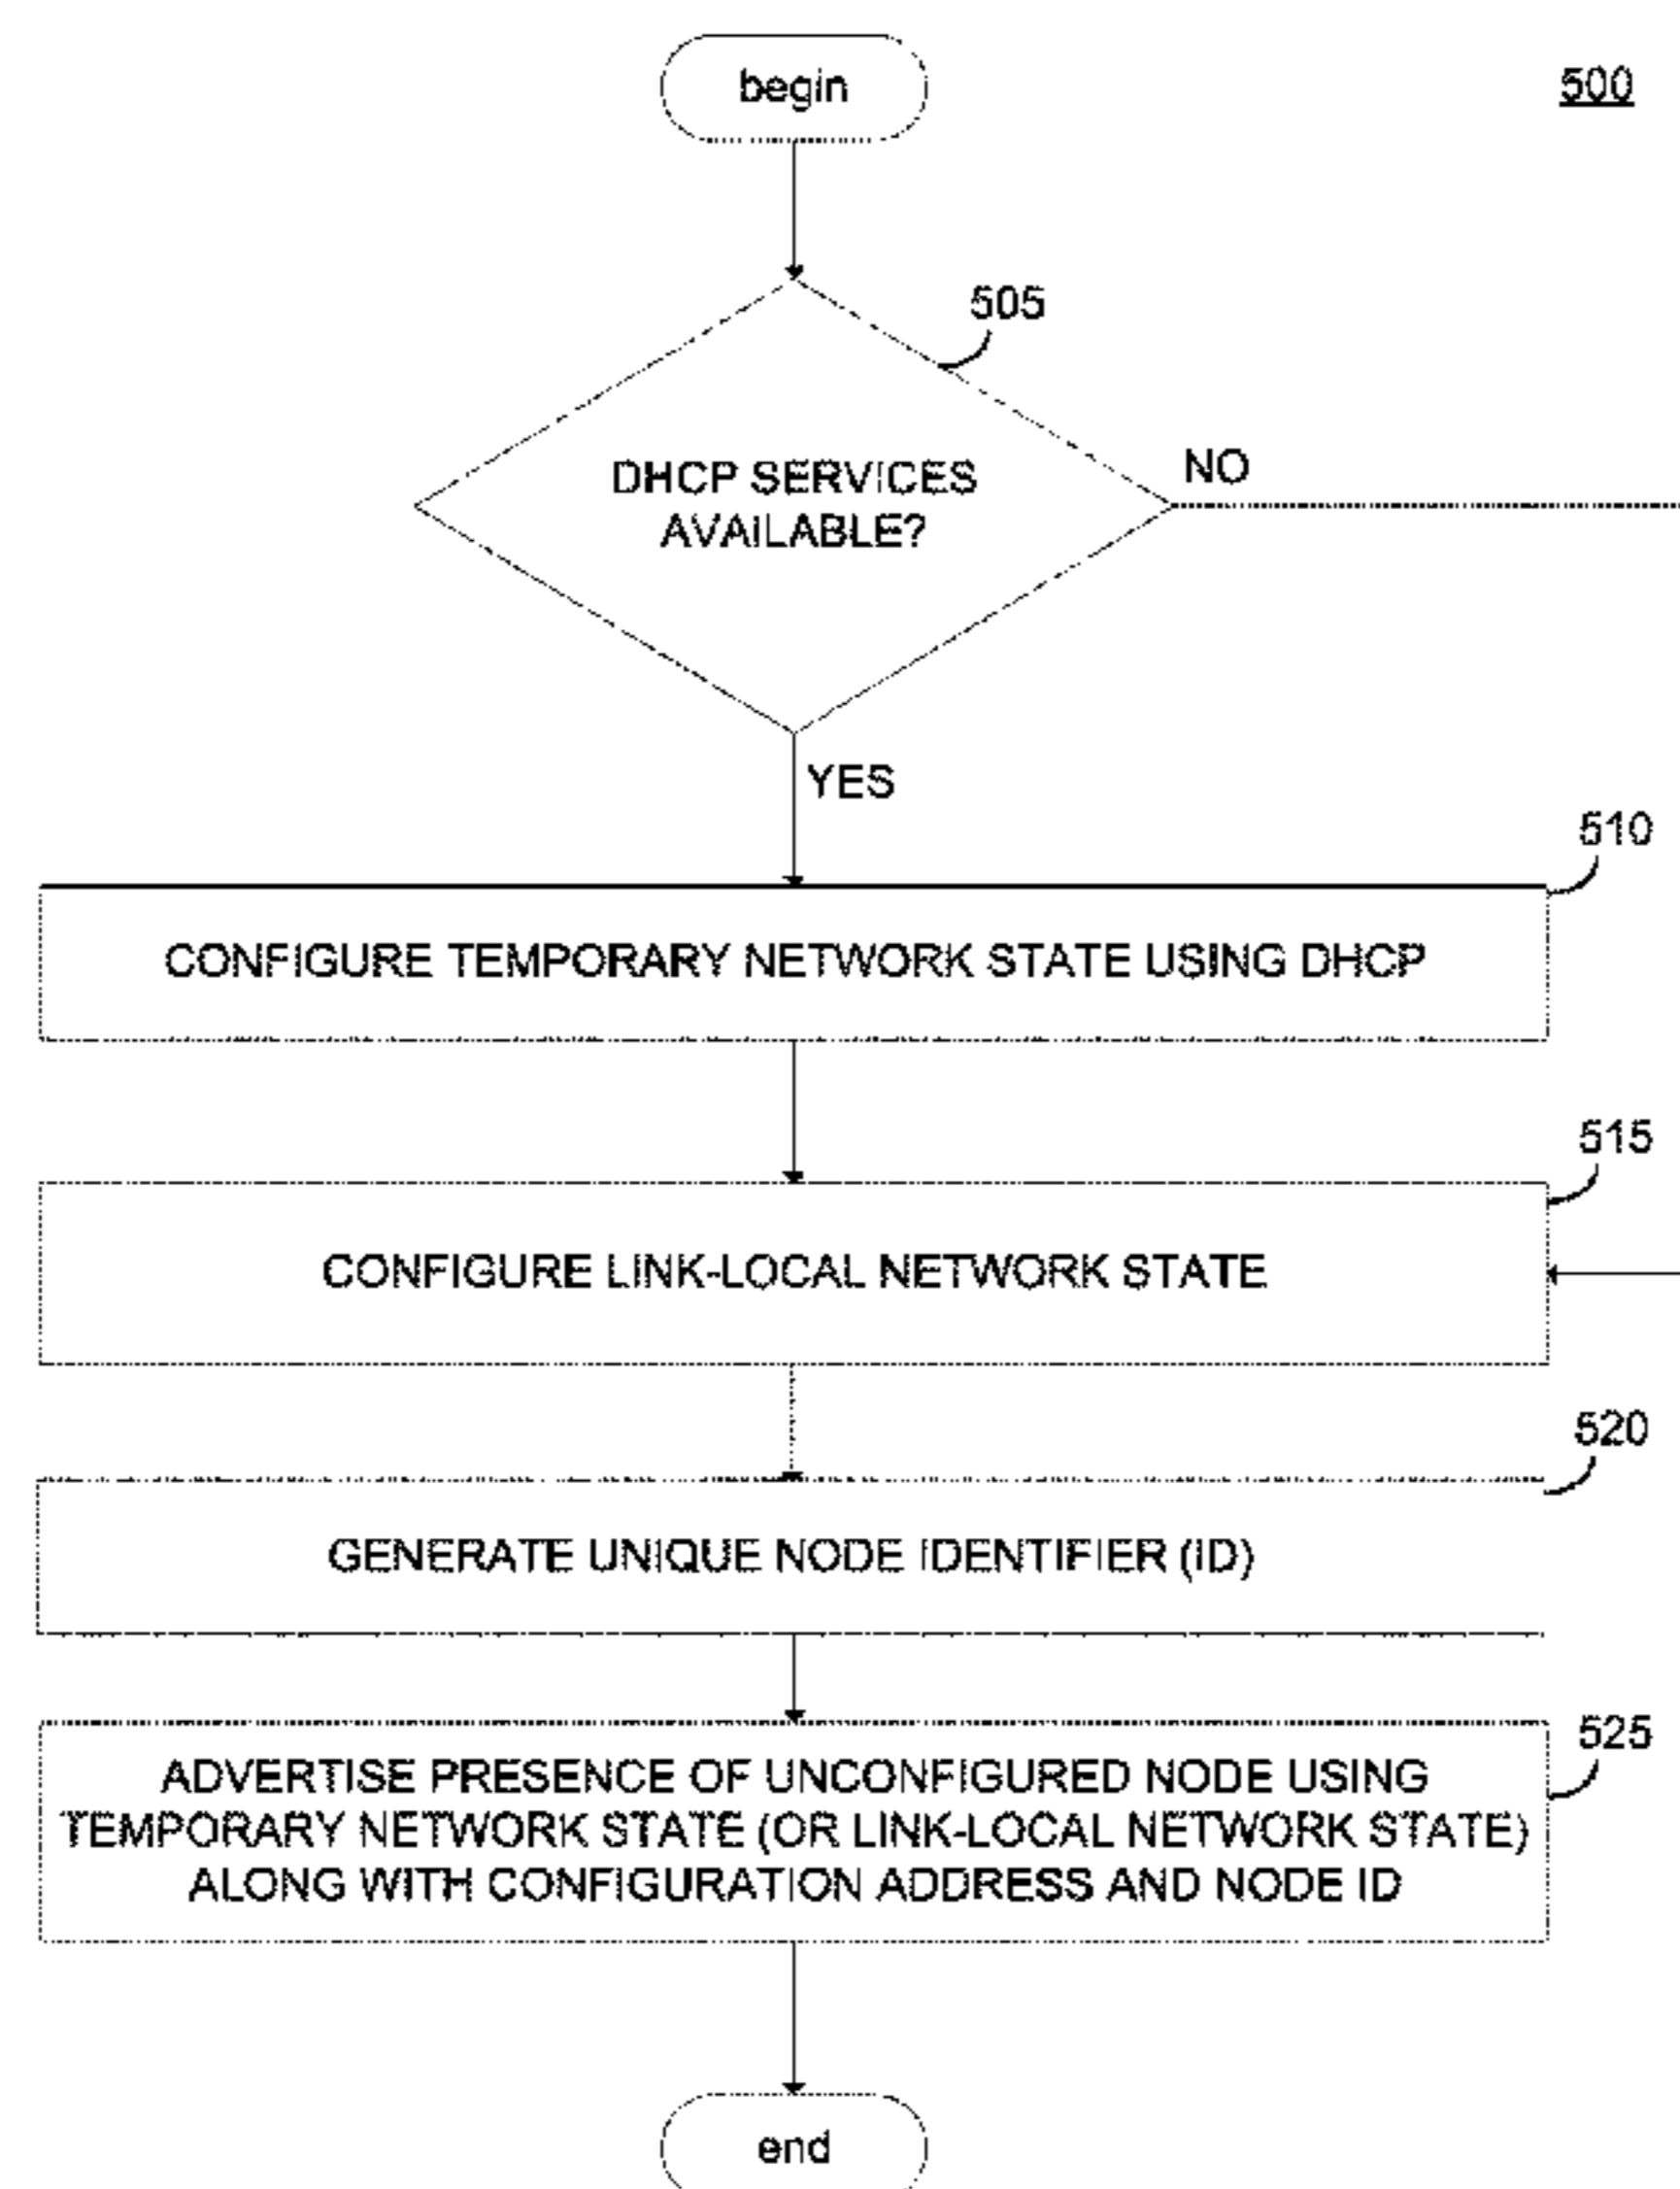 begin
500
505
DHCP SERVICES
AVAILABLE?
NO
YES
510
CONFIGURE TEMPORARY NETWORK STATE USING DHCP
515
CONFIGURE LINK-LOCAL NETWORK STATE
520
GENERATE UNIQUE NODE IDENTIFIER (ID)
525
ADVERTISE PRESENCE OF UNCONFIGURED NODE USING
TEMPORARY NETWORK STATE (OR LINK-LOCAL NETWORK STATE)
ALONG WITH CONFIGURATION ADDRESS AND NODE ID
end